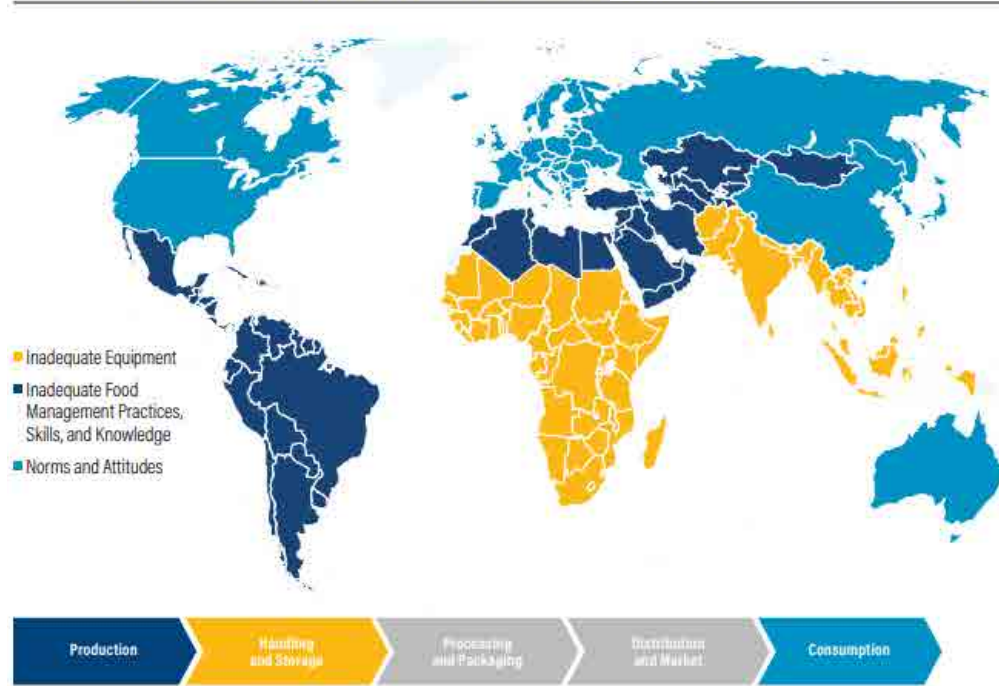 Inadequate Equipment
Inadequate Food
Management Practices,
Skills, and Knowledge
Norms and Attitudes
Production
Handling
and Storage
Processing
and Packaging
Distribution
and Market
Consumption